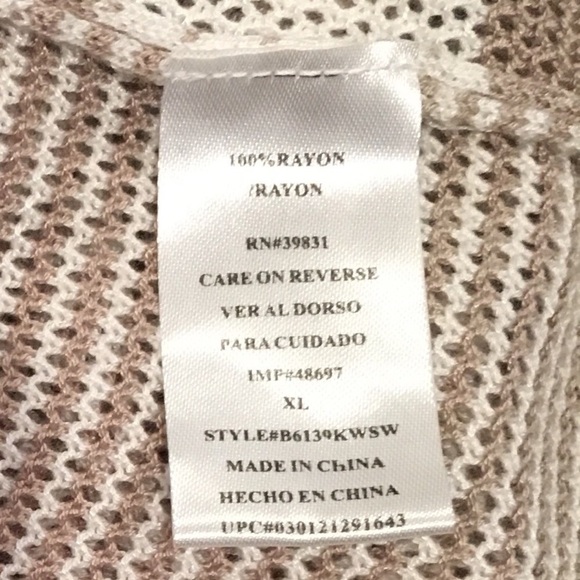 100% RAYON
/RAYON
RN#39831
CARE ON REVERSE
VER AL DORSO
PARA CUIDADO
IMP#48697
XL
STYLE#B6139KWSW
MADE IN ChINA
HECHO EN CHINA
UPC#030121291643